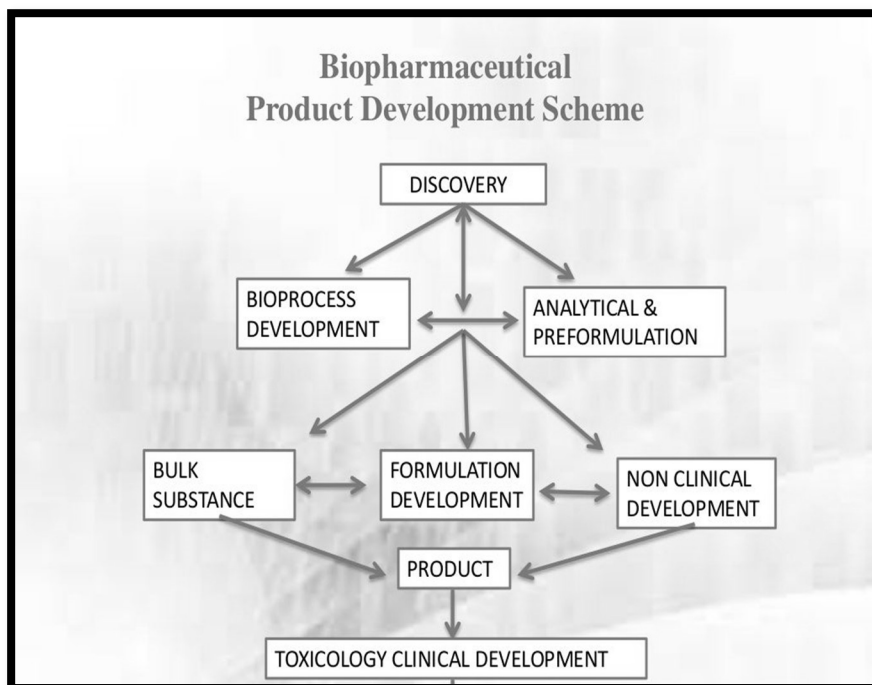 Biopharmaceutical
Product Development Scheme
DISCOVERY
BIOPROCESS
DEVELOPMENT
ANALYTICAL &
PREFORMULATION
BULK
SUBSTANCE
FORMULATION
DEVELOPMENT
NON CLINICAL
DEVELOPMENT
PRODUCT
TOXICOLOGY CLINICAL DEVELOPMENT